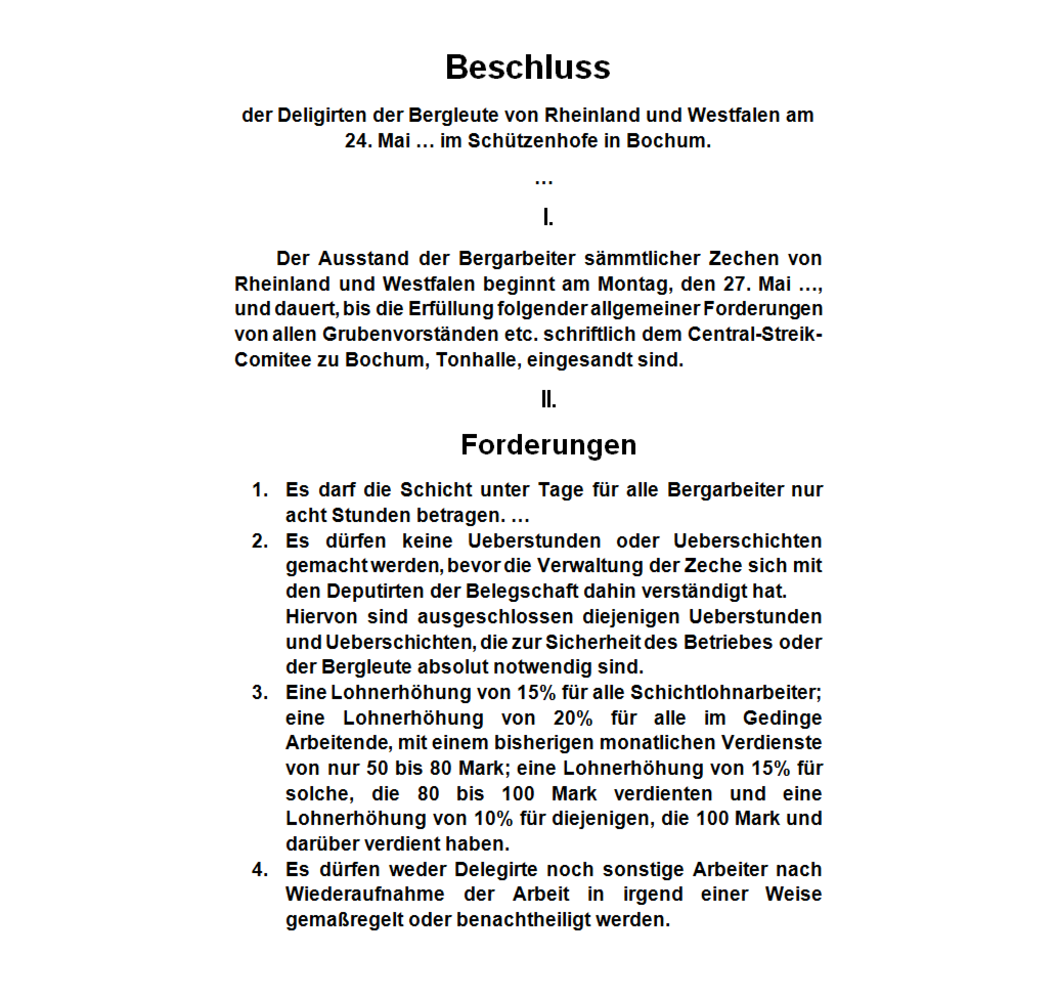 Beschluss
der Deligirten der Bergleute von Rheinland und Westfalen am
24. Mai … im Schützenhofe in Bochum.
…
I.
Der Ausstand der Bergarbeiter sämmtlicher Zechen von
Rheinland und Westfalen beginnt am Montag, den 27. Mai …,
und dauert, bis die Erfüllung folgender allgemeiner Forderungen
von allen Grubenvorständen etc. schriftlich dem Central-Streik-
Comitee zu Bochum, Tonhalle, eingesandt sind.
II.
Forderungen
1. Es darf die Schicht unter Tage für alle Bergarbeiter nur
acht Stunden betragen. …
2. Es dürfen keine Ueberstunden oder Ueberschichten
gemacht werden, bevor die Verwaltung der Zeche sich mit
den Deputirten der Belegschaft dahin verständigt hat.
Hiervon sind ausgeschlossen diejenigen Ueberstunden
und Ueberschichten, die zur Sicherheit des Betriebes oder
der Bergleute absolut notwendig sind.
3. Eine Lohnerhöhung von 15% für alle Schichtlohnarbeiter;
eine Lohnerhöhung von 20% für alle im Gedinge
Arbeitende, mit einem bisherigen monatlichen Verdienste
von nur 50 bis 80 Mark; eine Lohnerhöhung von 15% für
solche, die 80 bis 100 Mark verdienten und eine
Lohnerhöhung von 10% für diejenigen, die 100 Mark und
darüber verdient haben.
4. Es dürfen weder Delegirte noch sonstige Arbeiter nach
Wiederaufnahme der Arbeit in irgend einer Weise
gemaßregelt oder benachtheiligt werden.